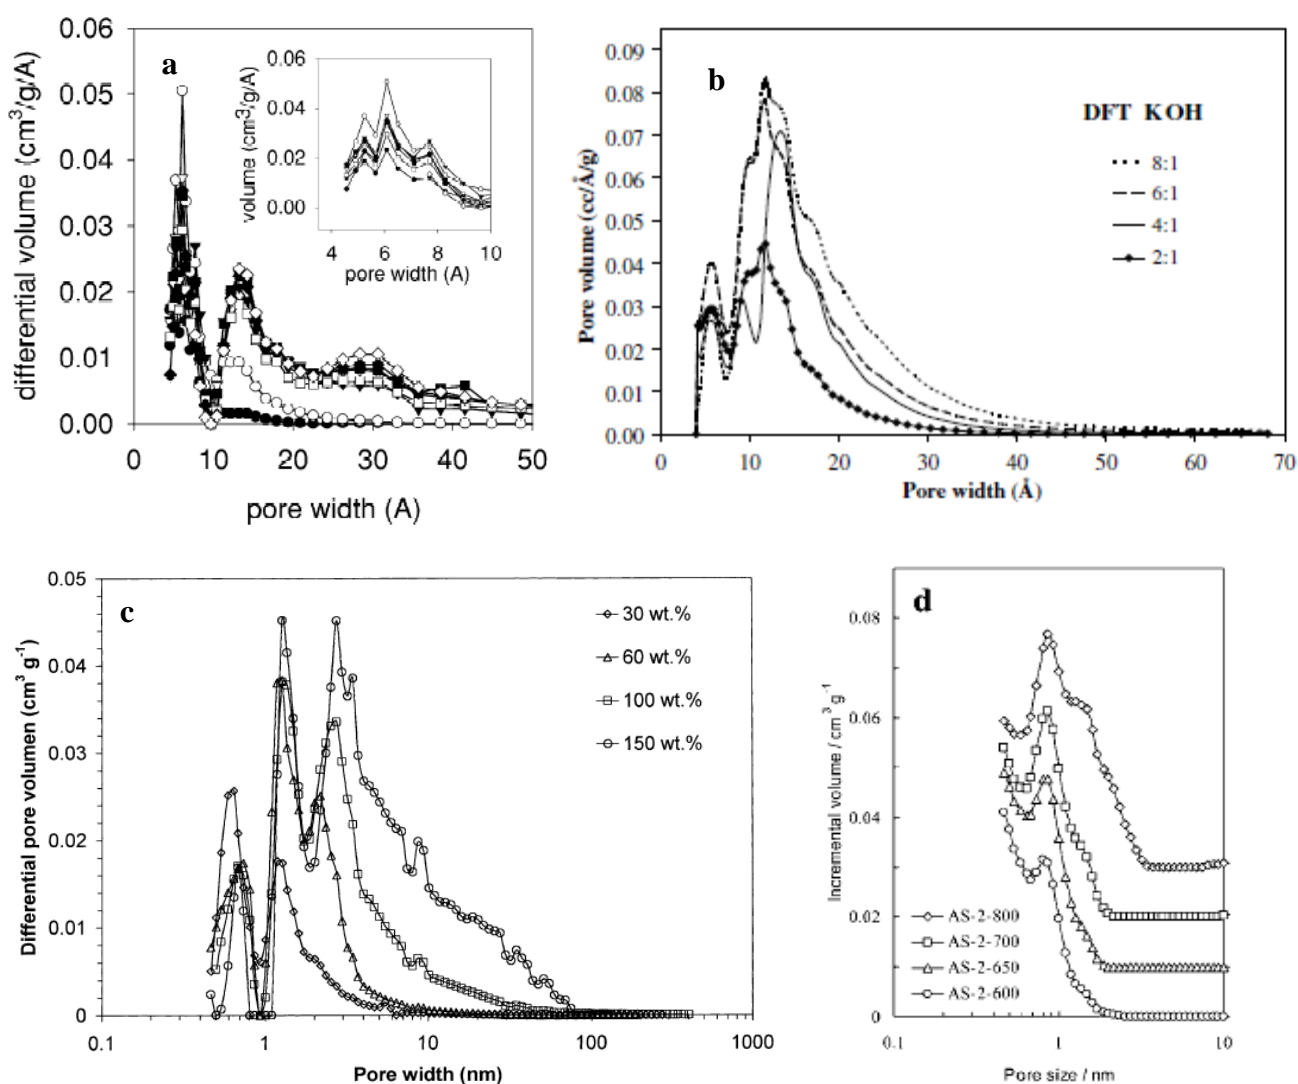 a
0.06
0.05
0.04
0.03
0.02
0.01
0.00
differential volume (cm3/g/A)
0 10 20 30 40 50
pore width (A)
0.06
0.04
0.02
0.00
volume (cm3/g/A)
4 6 8 10
pore width (A)
b
0.09
0.08
0.07
0.06
0.05
0.04
0.03
0.02
0.01
0.00
Pore volume (cc/Å/g)
DFT KOH
8:1
6:1
4:1
2:1
0 10 20 30 40 50 60 70
Pore width (Å)
c
0.05
0.04
0.03
0.02
0.01
0
Differential pore volumen (cm3 g-1)
30 wt.%
60 wt.%
100 wt.%
150 wt.%
0.1 1 10 100 1000
Pore width (nm)
d
0.08
0.06
0.04
0.02
0
Incremental volume / cm3 g-1
AS-2-800
AS-2-700
AS-2-650
AS-2-600
0.1 1 10
Pore size / nm